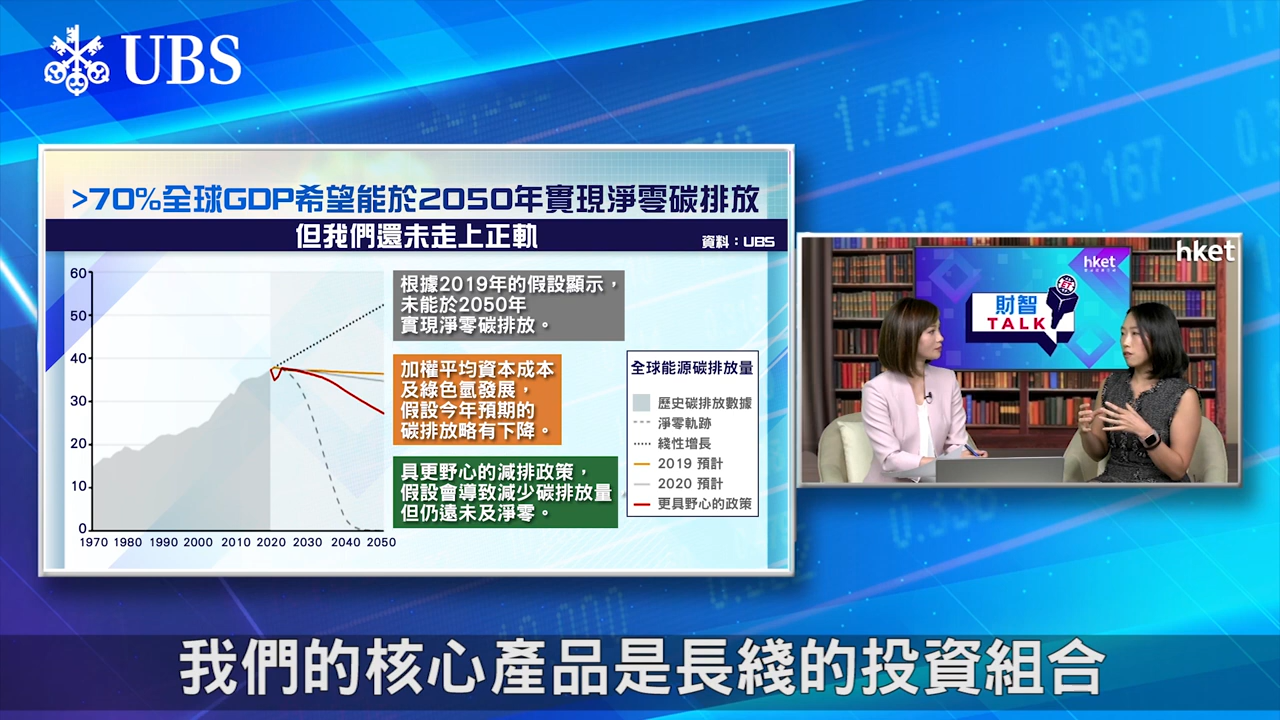 UBS
9,996
1.720
233,167
>70%全球GDP希望能於2050年實現淨零碳排放
但我們還未走上正軌
資料：UBS
60
50
40
30
20
10
0
1970 1980 1990 2000 2010 2020 2030 2040 2050
根據2019年的假設顯示，
未能於2050年
實現淨零碳排放。
加權平均資本成本
及綠色氫發展，
假設今年預期的
碳排放略有下降。
具更野心的減排政策，
假設會導致減少碳排放量
但仍遠未及淨零。
全球能源碳排放量
歷史碳排放數據
淨零軌跡
綫性增長
2019 預計
2020 預計
更具野心的政策
hket
hket
財智
TALK
我們的核心產品是長綫的投資組合